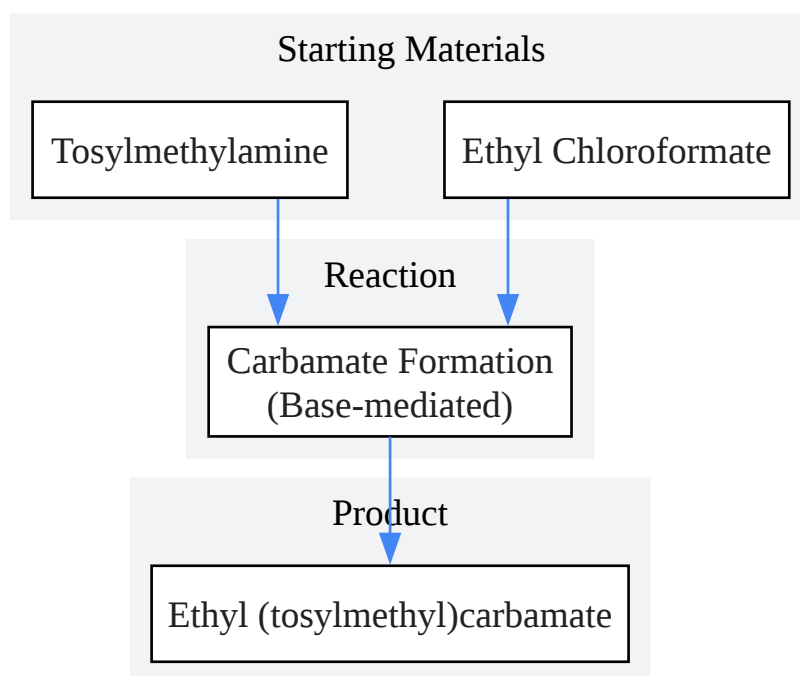 Starting Materials
Tosylmethylamine
Ethyl Chloroformate
Reaction
Carbamate Formation
(Base-mediated)
Product
Ethyl (tosylmethyl)carbamate